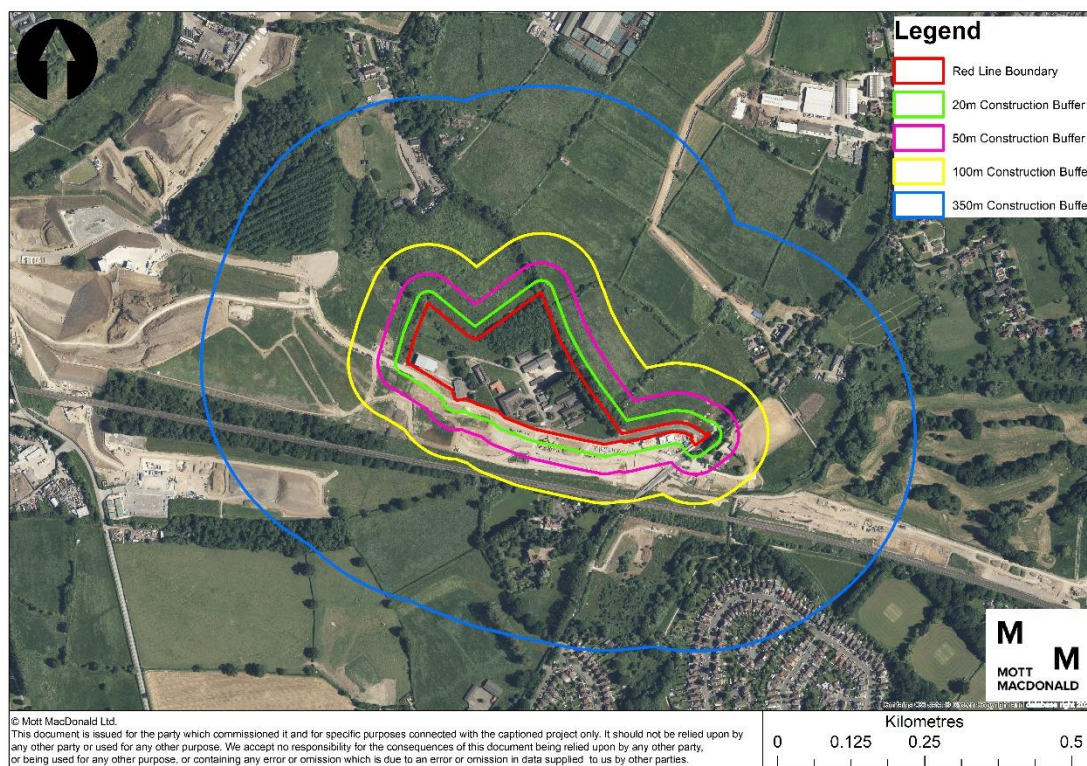 Legend
Red Line Boundary
20m Construction Buffer
50m Construction Buffer
100m Construction Buffe
350m Construction Buffe
M
M
MOTT
MACDONALD
database right 20
© Mott MacDonald Ltd.
This document is issued for the party which commissioned it and for specific purposes connected with the captioned project only. It should not be relied upon by
any other party or used for any other purpose. We accept no responsibility for the consequences of this document being relied upon by any other party,
or being used for any other purpose, or containing any error or omission which is due to an error or omission in data supplied to us by other parties.
Kilometres
0 0.125 0.25 0.5